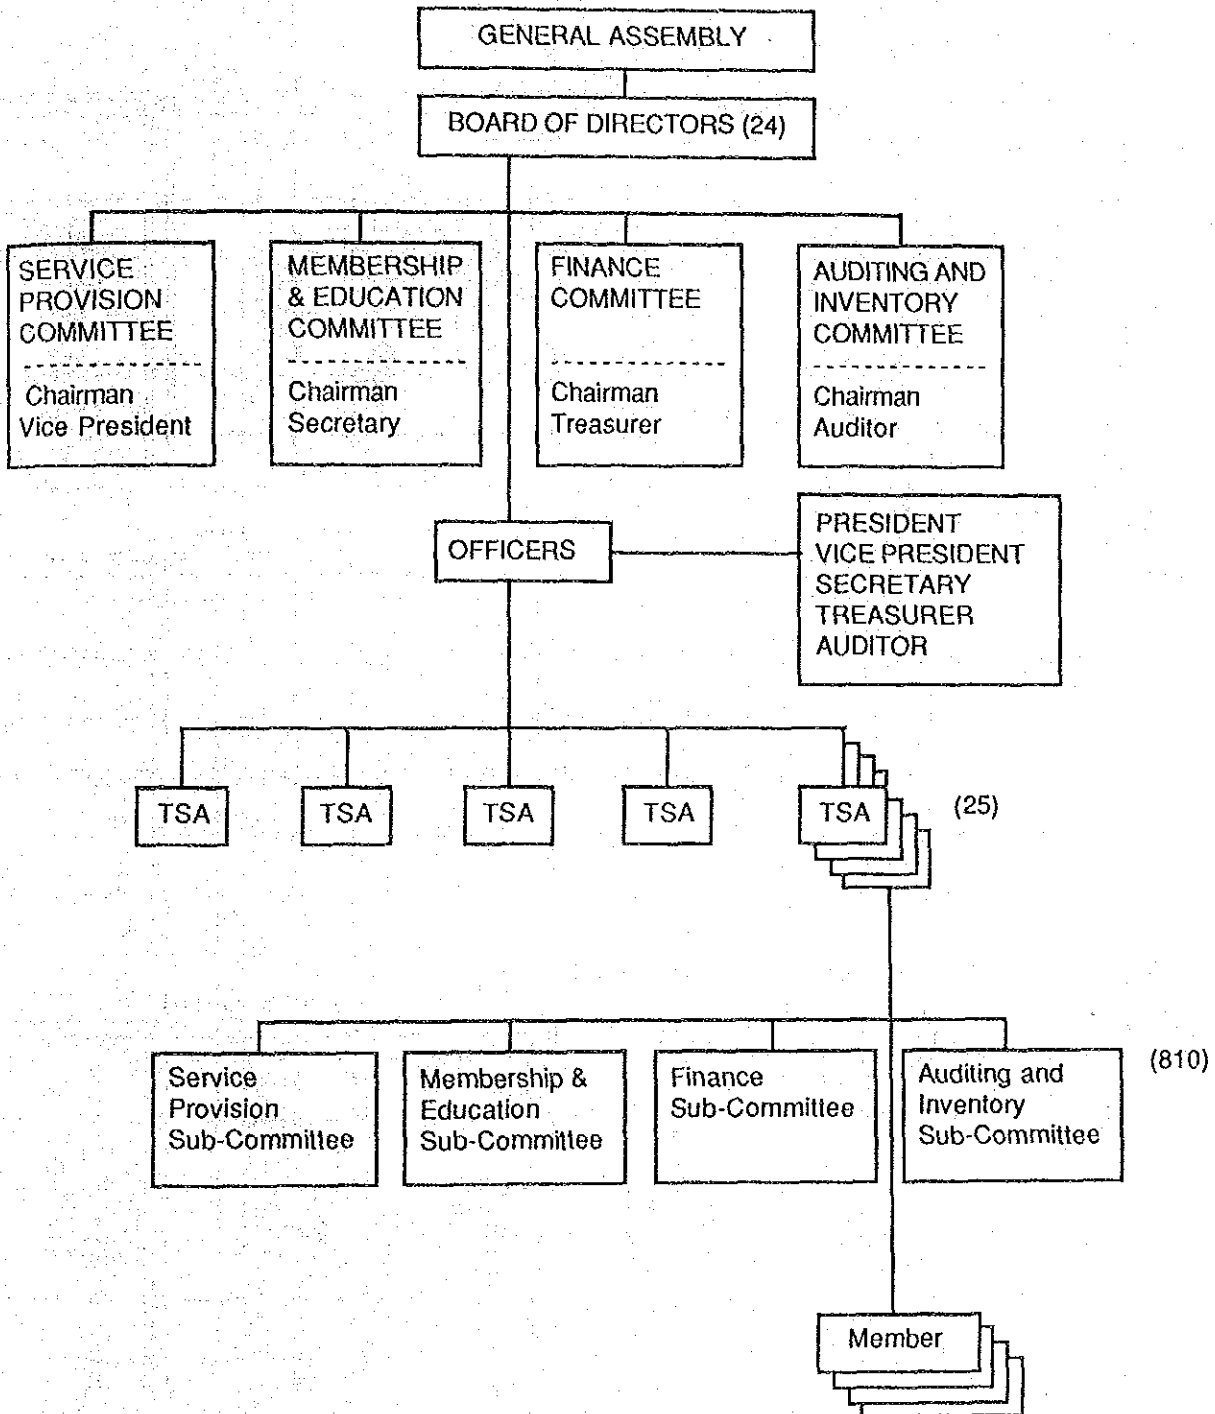 GENERAL ASSEMBLY
BOARD OF DIRECTORS (24)
SERVICE
PROVISION
COMMITTEE
Chairman
Vice President
MEMBERSHIP
& EDUCATION
COMMITTEE
Chairman
Secretary
FINANCE
COMMITTEE
Chairman
Treasurer
AUDITING AND
INVENTORY
COMMITTEE
Chairman
Auditor
OFFICERS
PRESIDENT
VICE PRESIDENT
SECRETARY
TREASURER
AUDITOR
TSA
TSA
TSA
TSA
TSA
(25)
Service
Provision
Sub-Committee
Membership &
Education
Sub-Committee
Finance
Sub-Committee
Auditing and
Inventory
Sub-Committee
(810)
Member